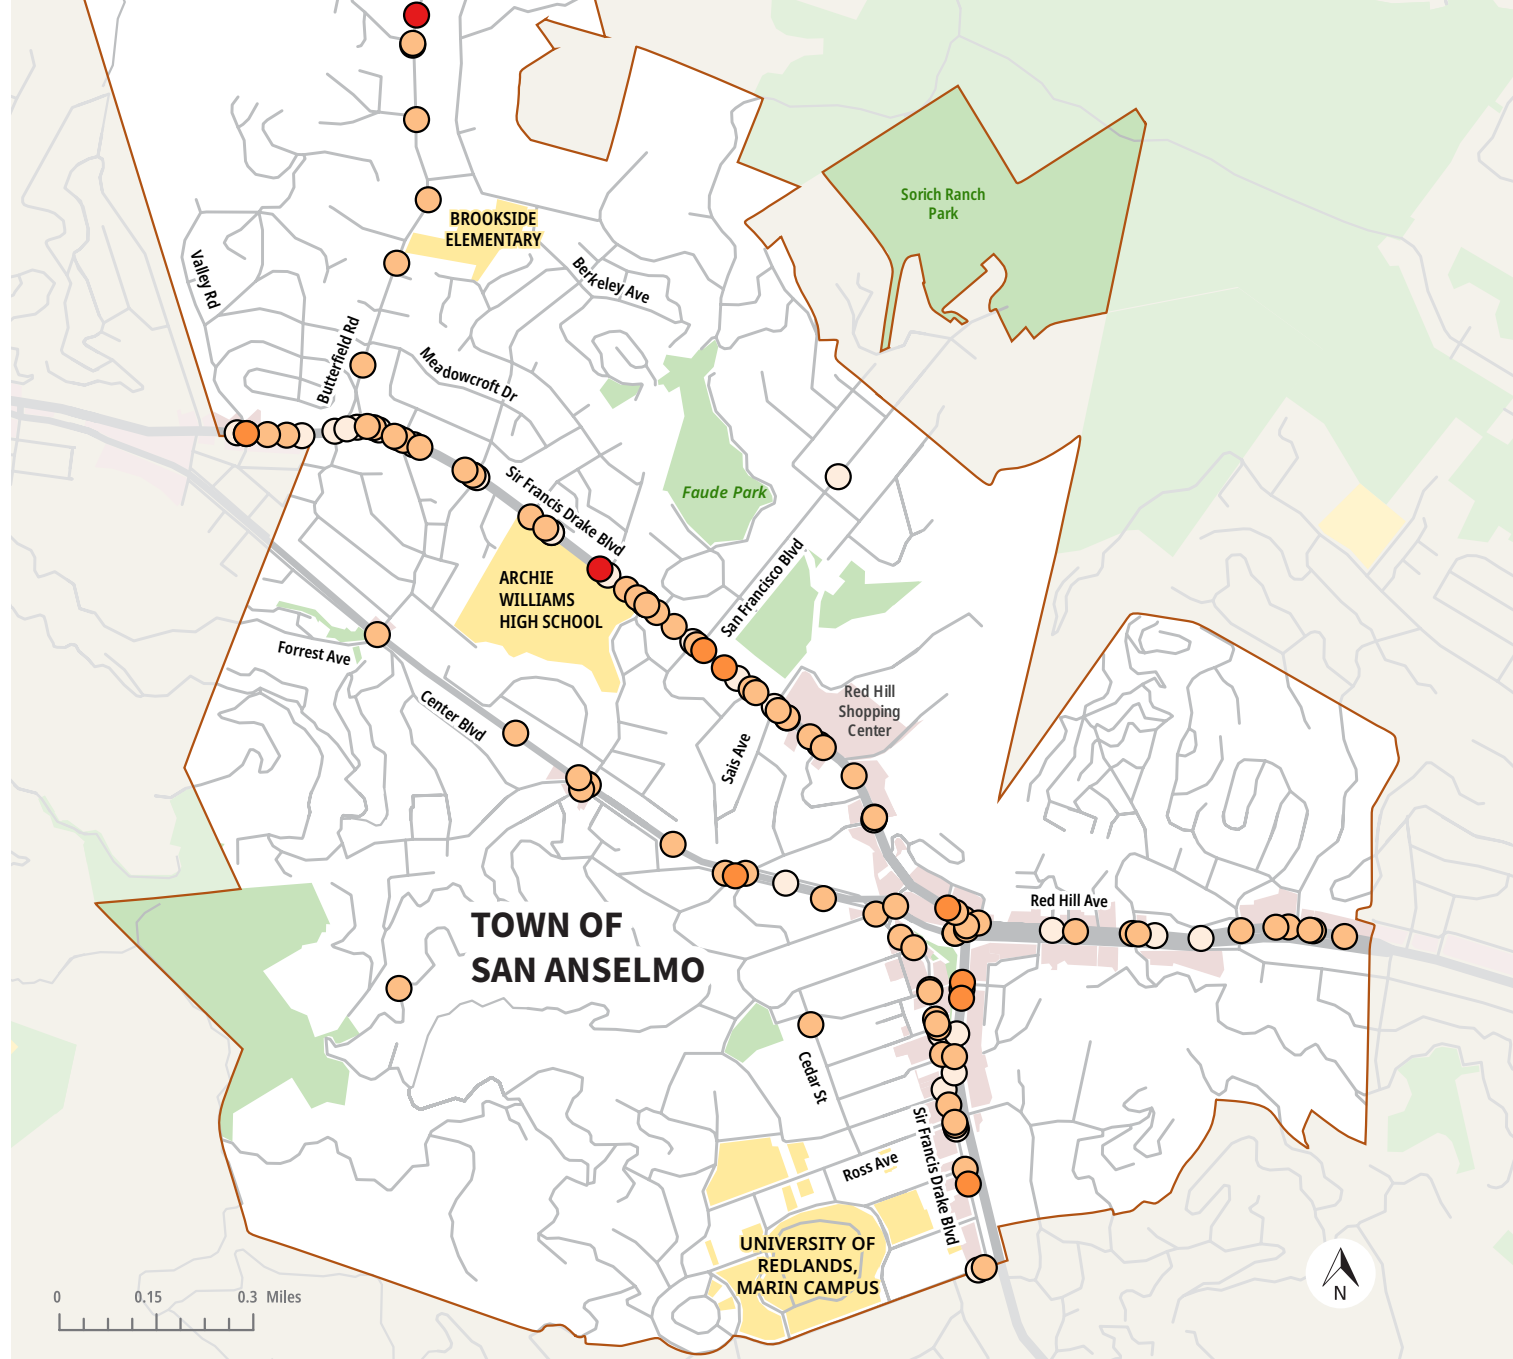 Sorich Ranch
Park
BROOKSIDE
ELEMENTARY
Valley Rd
Berkeley Ave
Butterfield Rd
Meadowcroft Dr
Sir Francis Drake Blvd
Faude Park
San Francisco Blvd
ARCHIE
WILLIAMS
HIGH SCHOOL
Forrest Ave
Center Blvd
Sais Ave
Red Hill
Shopping
Center
Red Hill Ave
TOWN OF
SAN ANSELMO
Cedar St
Sir Francis Drake Blvd
Ross Ave
UNIVERSITY OF
REDLANDS,
MARIN CAMPUS
0 0.15 0.3 Miles
N